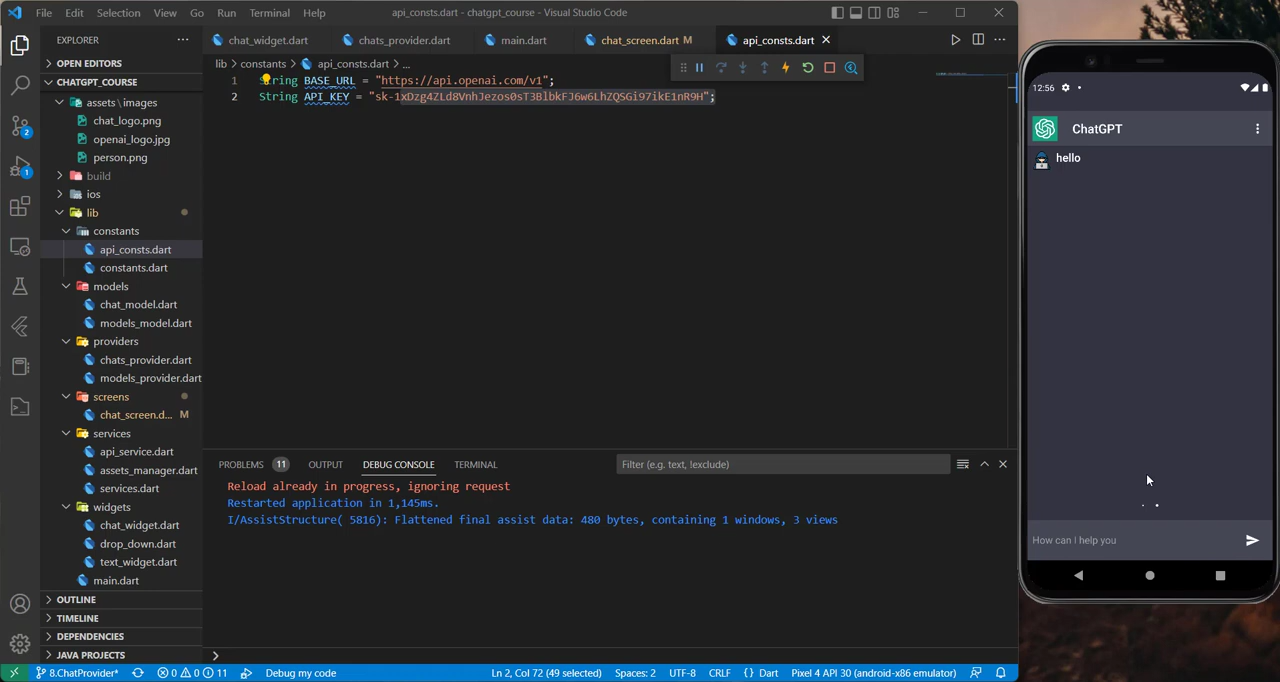 File Edit Selection View Go Run Terminal Help
api_consts.dart - chatgpt_course - Visual Studio Code
EXPLORER
OPEN EDITORS
CHATGPT_COURSE
assets\images
chat_logo.png
openai_logo.jpg
person.png
build
ios
lib
constants
api_consts.dart
constants.dart
models
chat_model.dart
models_model.dart
providers
chats_provider.dart
models_provider.dart
screens
chat_screen.d... M
services
api_service.dart
assets_manager.dart
services.dart
widgets
chat_widget.dart
drop_down.dart
text_widget.dart
main.dart
OUTLINE
TIMELINE
DEPENDENCIES
JAVA PROJECTS
2
1
chat_widget.dart chats_provider.dart main.dart chat_screen.dart M api_consts.dart
lib > constants > api_consts.dart > ...
1 String BASE_URL = "https://api.openai.com/v1";
2 String API_KEY = "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";
PROBLEMS 11 OUTPUT DEBUG CONSOLE TERMINAL
Filter (e.g. text, !exclude)
Reload already in progress, ignoring request
Restarted application in 1,145ms.
I/AssistStructure( 5816): Flattened final assist data: 480 bytes, containing 1 windows, 3 views
8.ChatProvider* 0 0 11 Debug my code
Ln 2, Col 72 (49 selected) Spaces: 2 UTF-8 CRLF {} Dart Pixel 4 API 30 (android-x86 emulator)
12:56
ChatGPT
hello
How can I help you